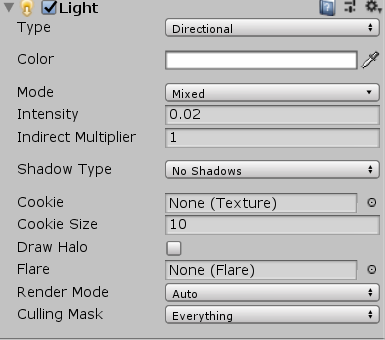 Light
Type Directional
Color
Mode Mixed
Intensity 0.02
Indirect Multiplier 1
Shadow Type No Shadows
Cookie None (Texture)
Cookie Size 10
Draw Halo
Flare None (Flare)
Render Mode Auto
Culling Mask Everything